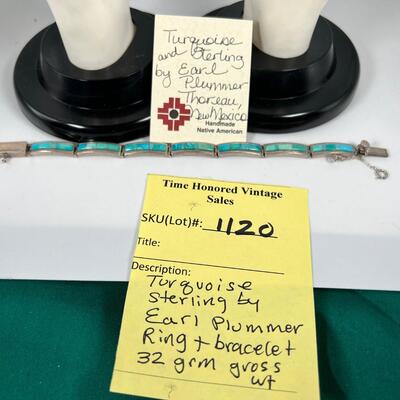 Turquoise
and Sterling
by Earl
Plummer
Thoreau,
New Mexico
Handmade
Native American
Time Honored Vintage
Sales
SKU(Lot)#: 1120
Title:
Description:
Turquoise
Sterling by
Earl Plummer
Ring + bracelet
32 grm gross
wt